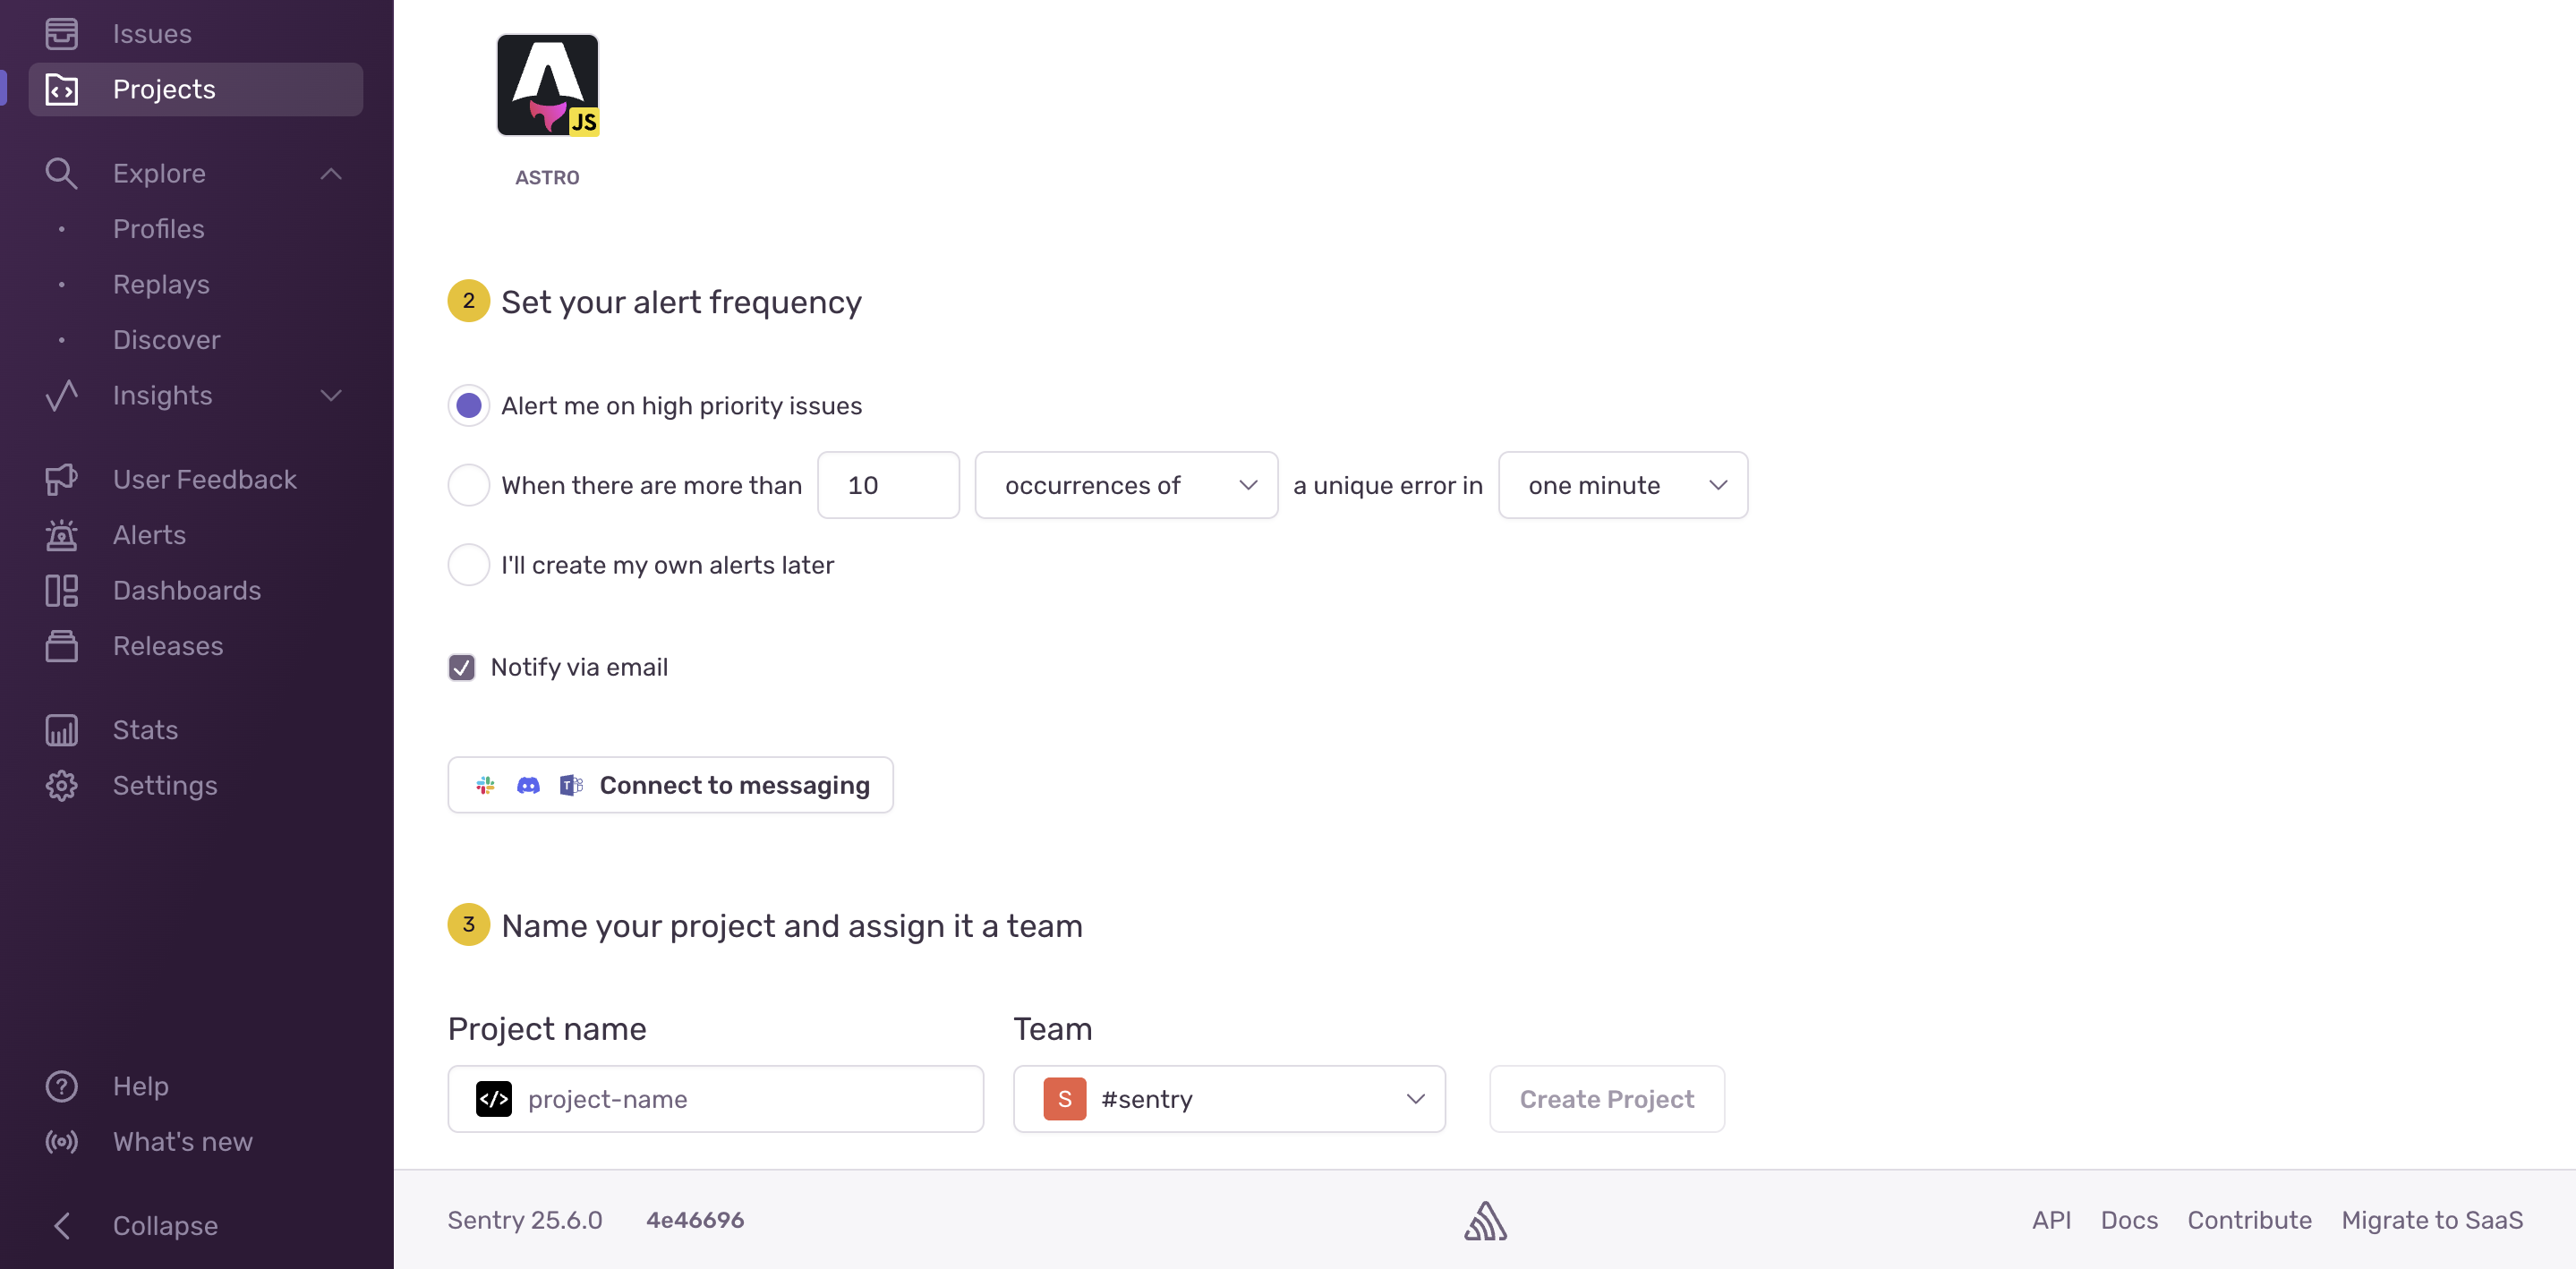 Issues
Projects
Explore
Profiles
Replays
Discover
Insights
User Feedback
Alerts
Dashboards
Releases
Stats
Settings
Help
What's new
Collapse
JS
ASTRO
2 Set your alert frequency
Alert me on high priority issues
When there are more than 10 occurrences of a unique error in one minute
I'll create my own alerts later
Notify via email
T Connect to messaging
3 Name your project and assign it a team
Project name Team
</> project-name S #sentry Create Project
Sentry 25.6.0 4e46696 API Docs Contribute Migrate to SaaS